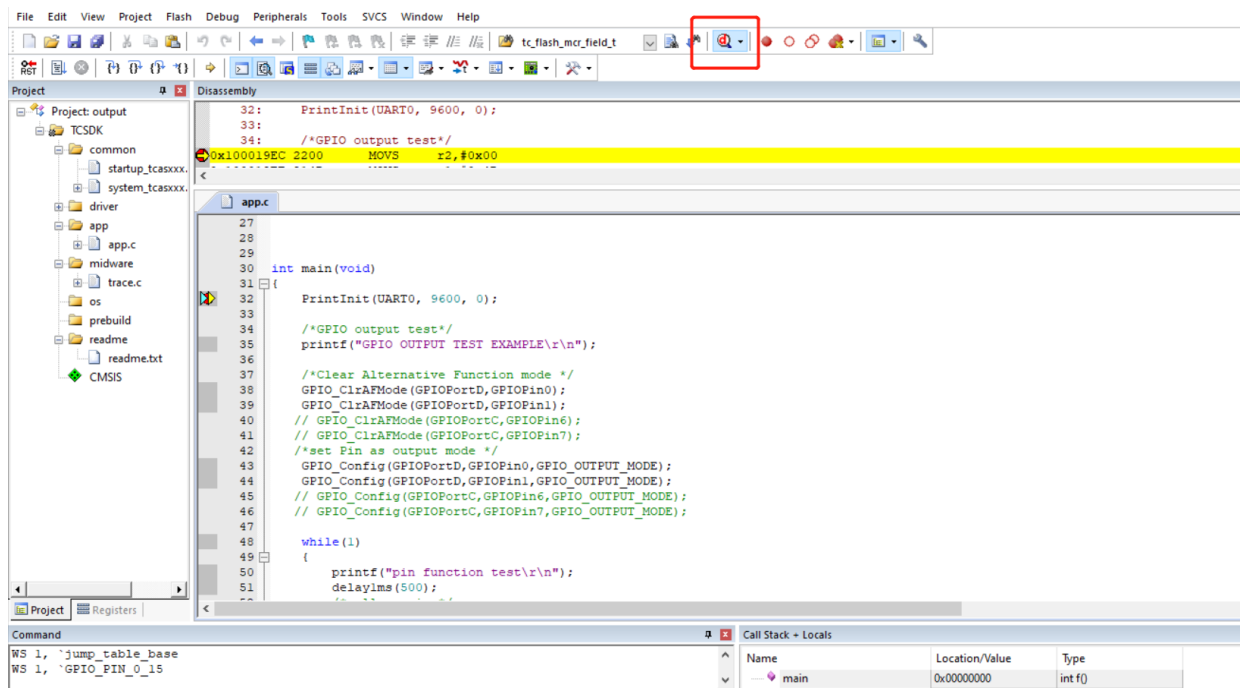 File Edit View Project Flash Debug Peripherals Tools SVCS Window Help
tc_flash_mcr_field_t
RST
Project
Disassembly
Project: output
TCSDK
common
startup_tcasxxx.
system_tcasxxx.
driver
app
app.c
midware
trace.c
os
prebuild
readme
readme.txt
CMSIS
Project Registers
32: PrintInit(UART0, 9600, 0);
33:
34: /*GPIO output test*/
0x100019EC 2200 MOVS r2,#0x00
app.c
27
28
29
30 int main(void)
31 {
32 PrintInit(UART0, 9600, 0);
33
34 /*GPIO output test*/
35 printf("GPIO OUTPUT TEST EXAMPLE\r\n");
36
37 /*Clear Alternative Function mode */
38 GPIO_ClrAFMode(GPIOPortD,GPIOPin0);
39 GPIO_ClrAFMode(GPIOPortD,GPIOPin1);
40 // GPIO_ClrAFMode(GPIOPortC,GPIOPin6);
41 // GPIO_ClrAFMode(GPIOPortC,GPIOPin7);
42 /*set Pin as output mode */
43 GPIO_Config(GPIOPortD,GPIOPin0,GPIO_OUTPUT_MODE);
44 GPIO_Config(GPIOPortD,GPIOPin1,GPIO_OUTPUT_MODE);
45 // GPIO_Config(GPIOPortC,GPIOPin6,GPIO_OUTPUT_MODE);
46 // GPIO_Config(GPIOPortC,GPIOPin7,GPIO_OUTPUT_MODE);
47
48 while(1)
49 {
50 printf("pin function test\r\n");
51 delay1ms(500);
Command
WS 1, `jump_table_base
WS 1, `GPIO_PIN_0_15
Call Stack + Locals
Name Location/Value Type
main 0x00000000 int f()